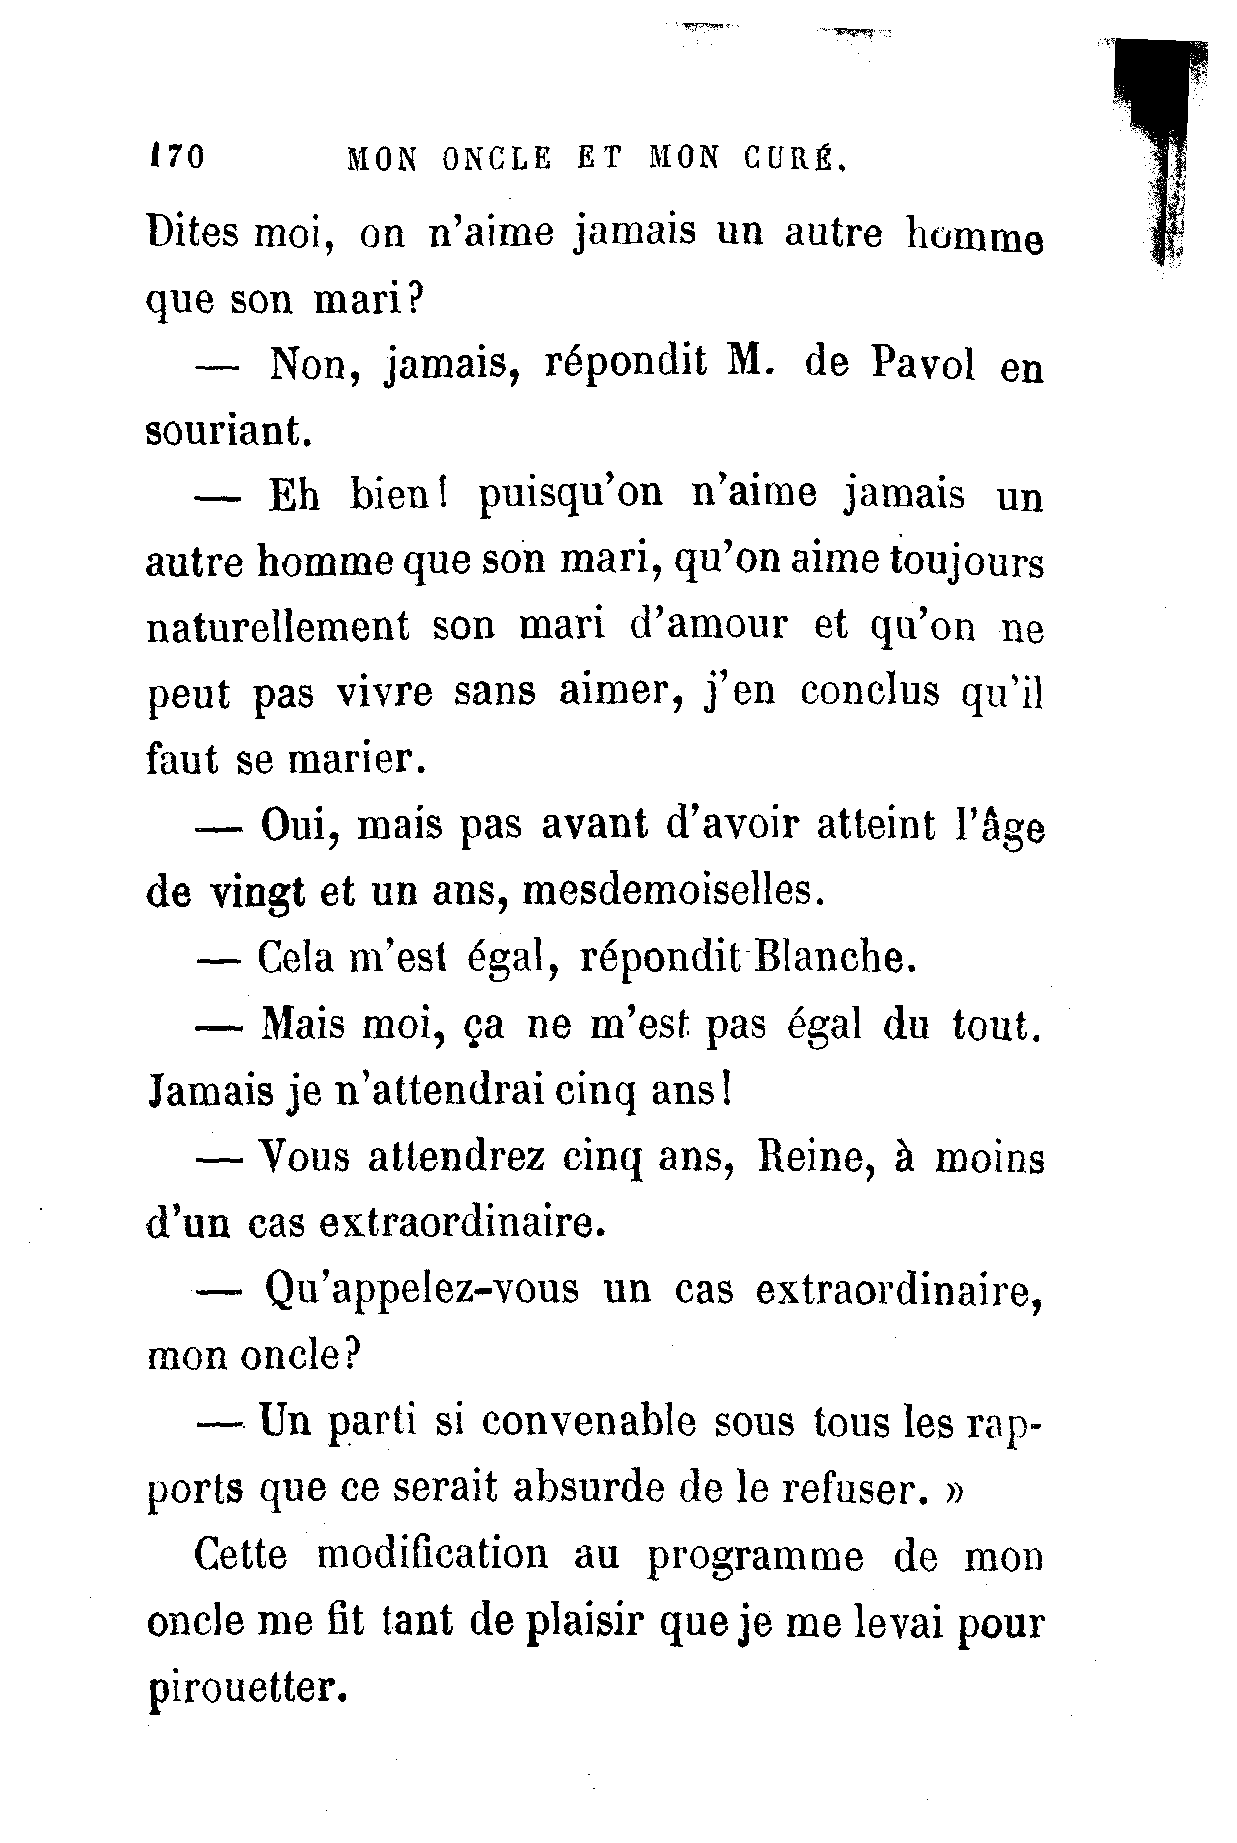 170 MON ONCLE ET MON CURÉ.
Dites moi, on n'aime jamais un autre homme
que son mari?
— Non, jamais, répondit M. de Pavol en
souriant.
— Eh bien! puisqu'on n'aime jamais un
autre homme que son mari, qu'on aime toujours
naturellement son mari d'amour et qu'on ne
peut pas vivre sans aimer, j'en conclus qu'il
faut se marier.
— Oui, mais pas avant d'avoir atteint l'âge
de vingt et un ans, mesdemoiselles.
— Cela m'est égal, répondit Blanche.
— Mais moi, ça ne m'est pas égal du tout.
Jamais je n'attendrai cinq ans!
— Vous attendrez cinq ans, Reine, à moins
d'un cas extraordinaire.
— Qu'appelez-vous un cas extraordinaire,
mon oncle?
— Un parti si convenable sous tous les rap-
ports que ce serait absurde de le refuser. »
Cette modification au programme de mon
oncle me fit tant de plaisir que je me levai pour
pirouetter.